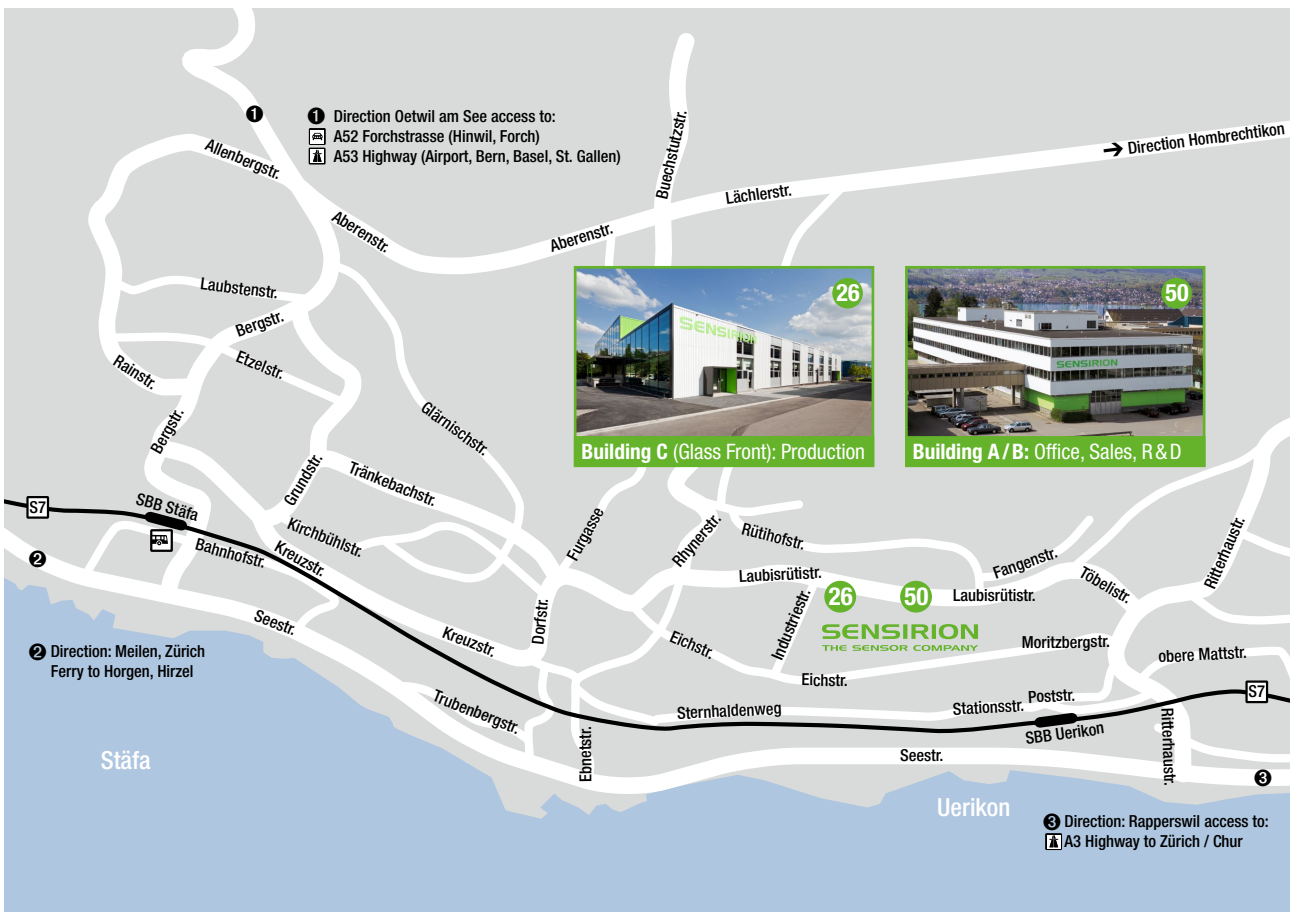 ❶
❶ Direction Oetwil am See access to:
A52 Forchstrasse (Hinwil, Forch)
A53 Highway (Airport, Bern, Basel, St. Gallen)
Allenbergstr.
Buechstutzstr.
→ Direction Hombrechtikon
Lächlerstr.
Aberenstr.
Aberenstr.
Laubstenstr.
Bergstr.
Etzelstr.
Rainstr.
Bergstr.
Glärnischstr.
26
SENSIRION
Building C (Glass Front): Production
50
SENSIRION
Building A/B: Office, Sales, R & D
Grundstr.
Tränkebachstr.
S7
SBB Stäfa
Kirchbühlstr.
Bahnhofstr.
Kreuzstr.
Furgasse
Rhynerstr.
Rütihofstr.
Ritterhaustr.
Fangenstr.
Laubisrütistr.
Töbelistr.
❷
26
50
Laubisrütistr.
Seestr.
Dorfstr.
Industriestr.
SENSIRION
THE SENSOR COMPANY
Kreuzstr.
Eichstr.
Moritzbergstr.
❷ Direction: Meilen, Zürich
Ferry to Horgen, Hirzel
obere Mattstr.
Eichstr.
Trubenbergstr.
Sternhaldenweg
Stationsstr.
Poststr.
S7
SBB Uerikon
Ritterhaustr.
Ebnetstr.
Seestr.
Stäfa
❸
Uerikon
❸ Direction: Rapperswil access to:
A3 Highway to Zürich / Chur